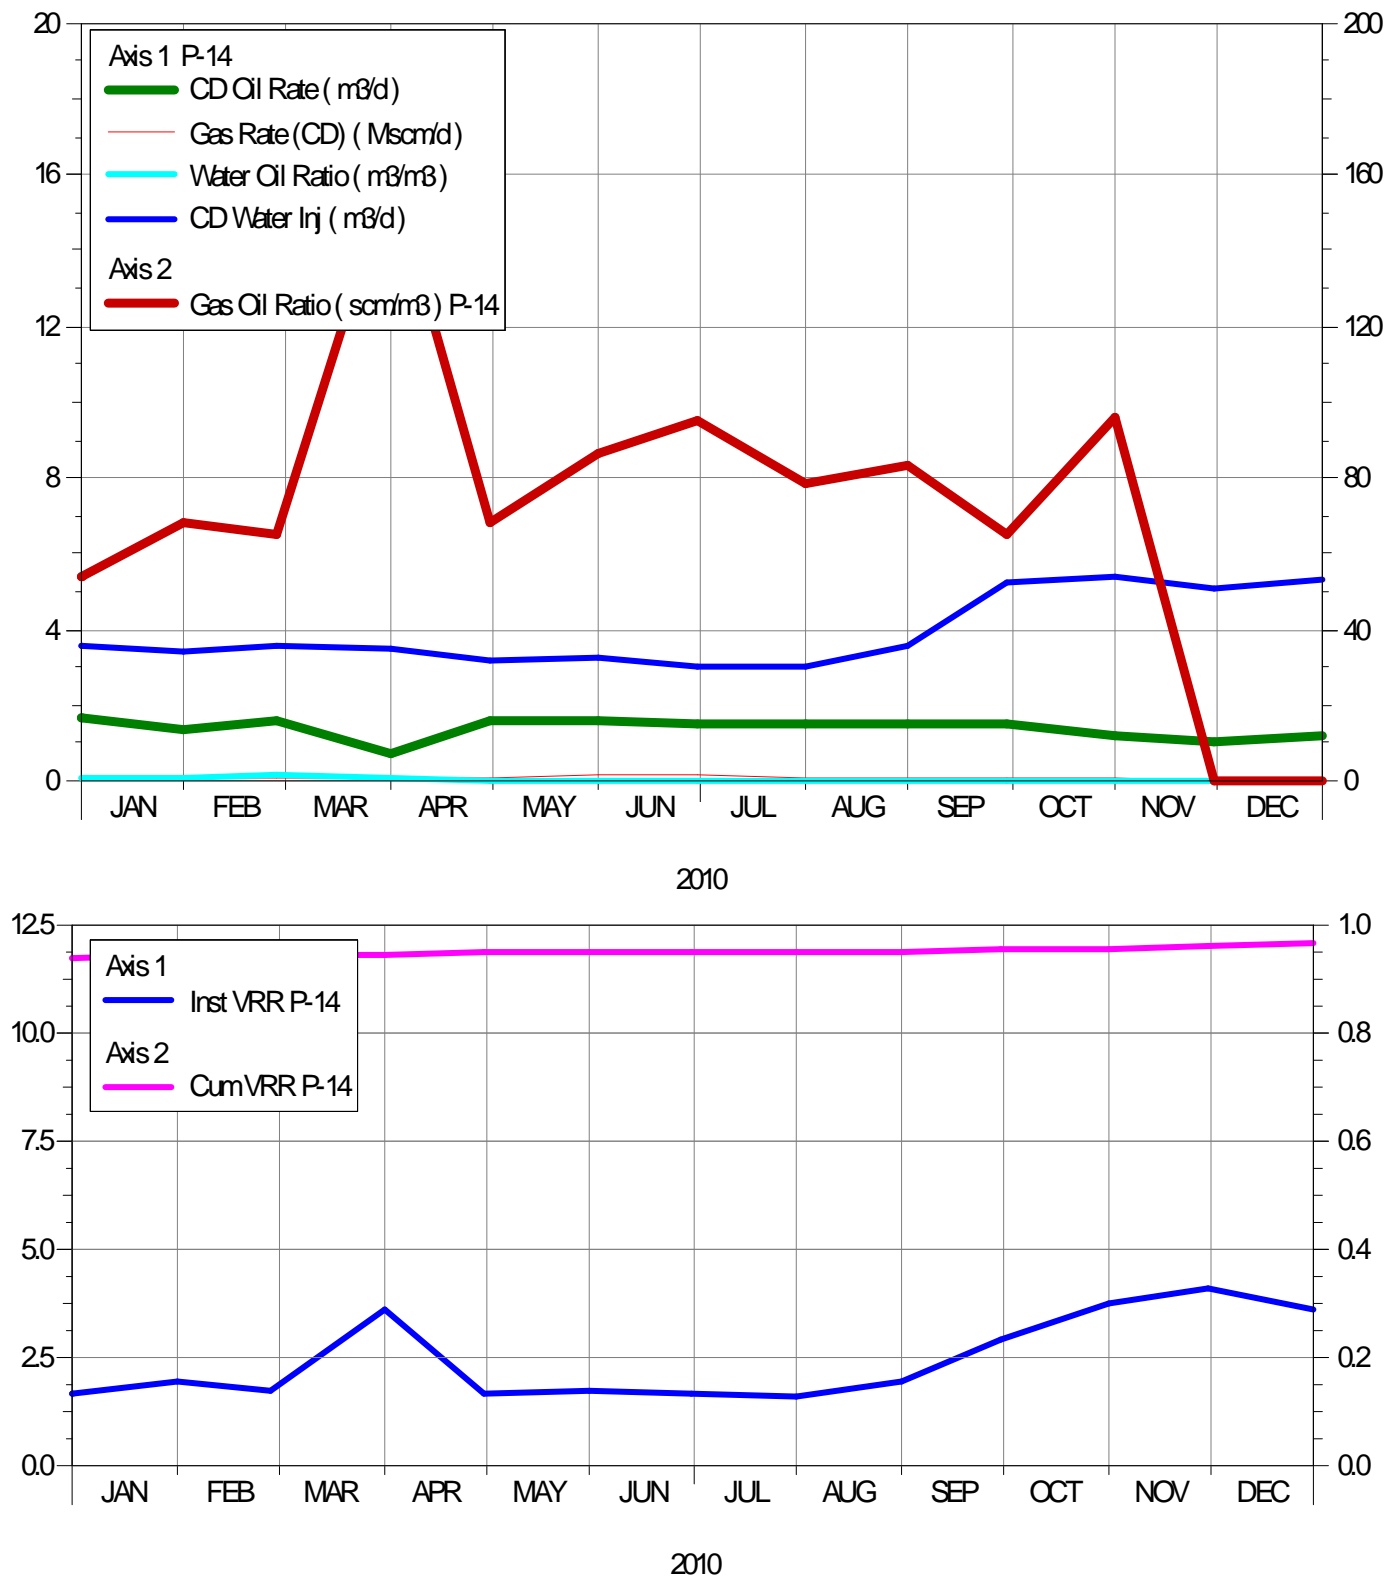 20 200
Axis 1 P-14
CD Oil Rate ( m3/d )
Gas Rate (CD) ( Mscm/d )
16 160
Water Oil Ratio ( m3/m3 )
CD Water Inj ( m3/d )
Axis 2
Gas Oil Ratio ( scm/m3 ) P-14
12 120
8 80
4 40
0 0
JAN FEB MAR APR MAY JUN JUL AUG SEP OCT NOV DEC
2010
12.5 1.0
Axis 1
Inst VRR P-14
10.0 0.8
Axis 2
Cum VRR P-14
7.5 0.6
5.0 0.4
2.5 0.2
0.0 0.0
JAN FEB MAR APR MAY JUN JUL AUG SEP OCT NOV DEC
2010